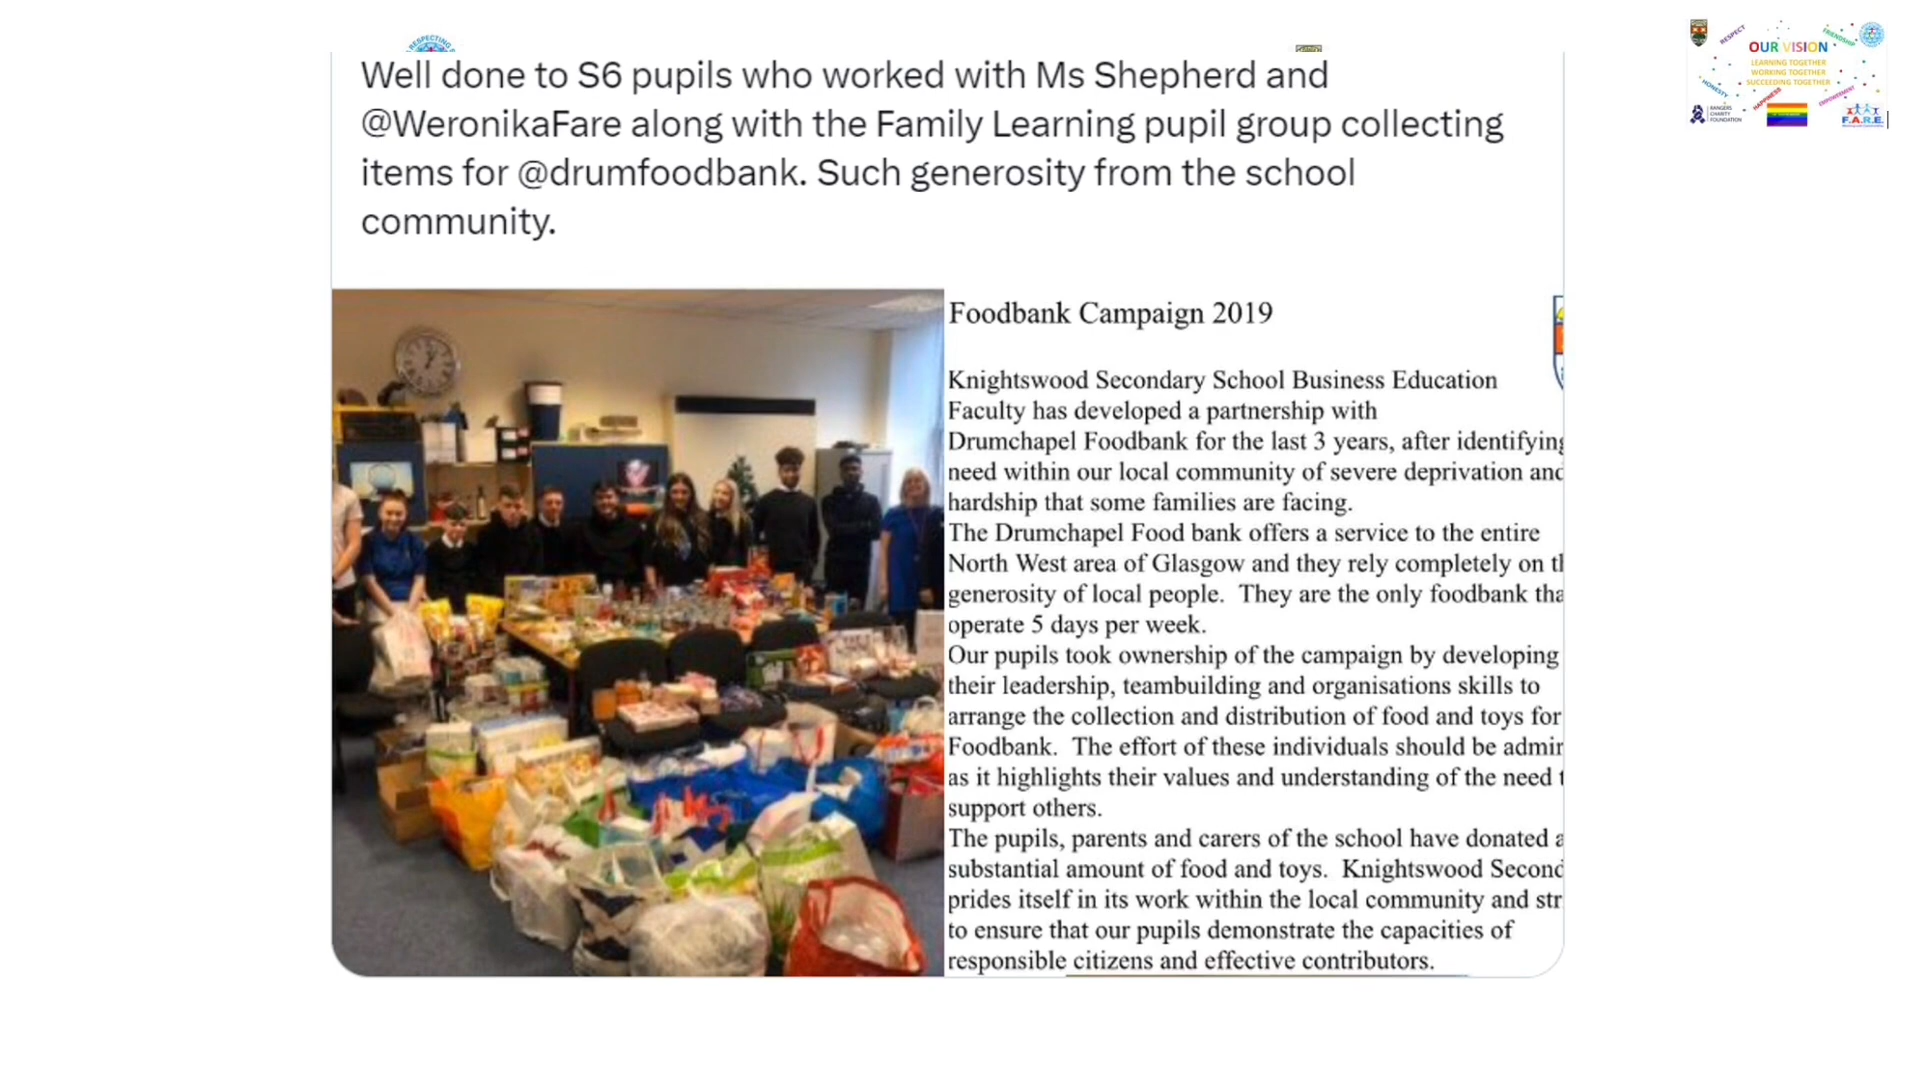 RESPECTING
Well done to S6 pupils who worked with Ms Shepherd and
@WeronikaFare along with the Family Learning pupil group collecting
items for @drumfoodbank. Such generosity from the school
community.
Foodbank Campaign 2019
Knightswood Secondary School Business Education
Faculty has developed a partnership with
Drumchapel Foodbank for the last 3 years, after identifying
need within our local community of severe deprivation and
hardship that some families are facing.
The Drumchapel Food bank offers a service to the entire
North West area of Glasgow and they rely completely on
generosity of local people. They are the only foodbank
operate 5 days per week.
Our pupils took ownership of the campaign by developing
their leadership, teambuilding and organisations skills to
arrange the collection and distribution of food and toys for
Foodbank. The effort of these individuals should be
as it highlights their values and understanding of the need
support others.
The pupils, parents and carers of the school have donated a
substantial amount of food and toys. Knightswood
prides itself in its work within the local community and
to ensure that our pupils demonstrate the capacities of
responsible citizens and effective contributors.
RESPECT
FRIENDSHIP
OUR VISION
LEARNING TOGETHER
WORKING TOGETHER
SUCCEEDING TOGETHER
HONESTY
HAPPINESS
EMPOWERMENT
RANGERS
CHARITY
FOUNDATION
F.A.R.E.